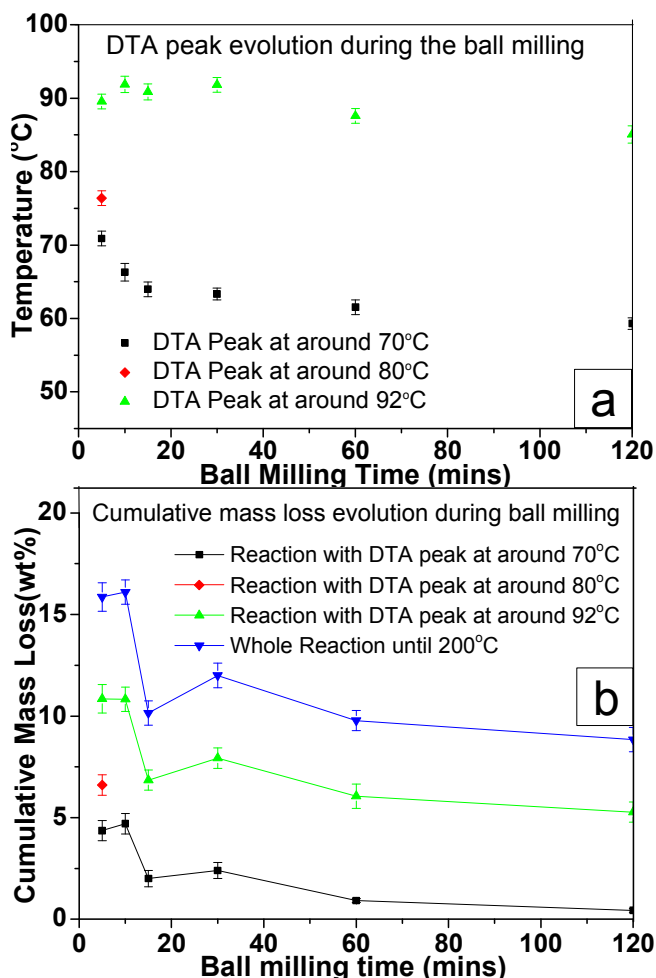 DTA peak evolution during the ball milling
100
90
80
70
60
50
Temperature (°C)
DTA Peak at around 70°C
DTA Peak at around 80°C
DTA Peak at around 92°C
a
0 20 40 60 80 100 120
Ball Milling Time (mins)
Cumulative mass loss evolution during ball milling
20
15
10
5
0
Cumulative Mass Loss(wt%)
Reaction with DTA peak at around 70°C
Reaction with DTA peak at around 80°C
Reaction with DTA peak at around 92°C
Whole Reaction until 200°C
b
0 20 40 60 80 100 120
Ball milling time (mins)